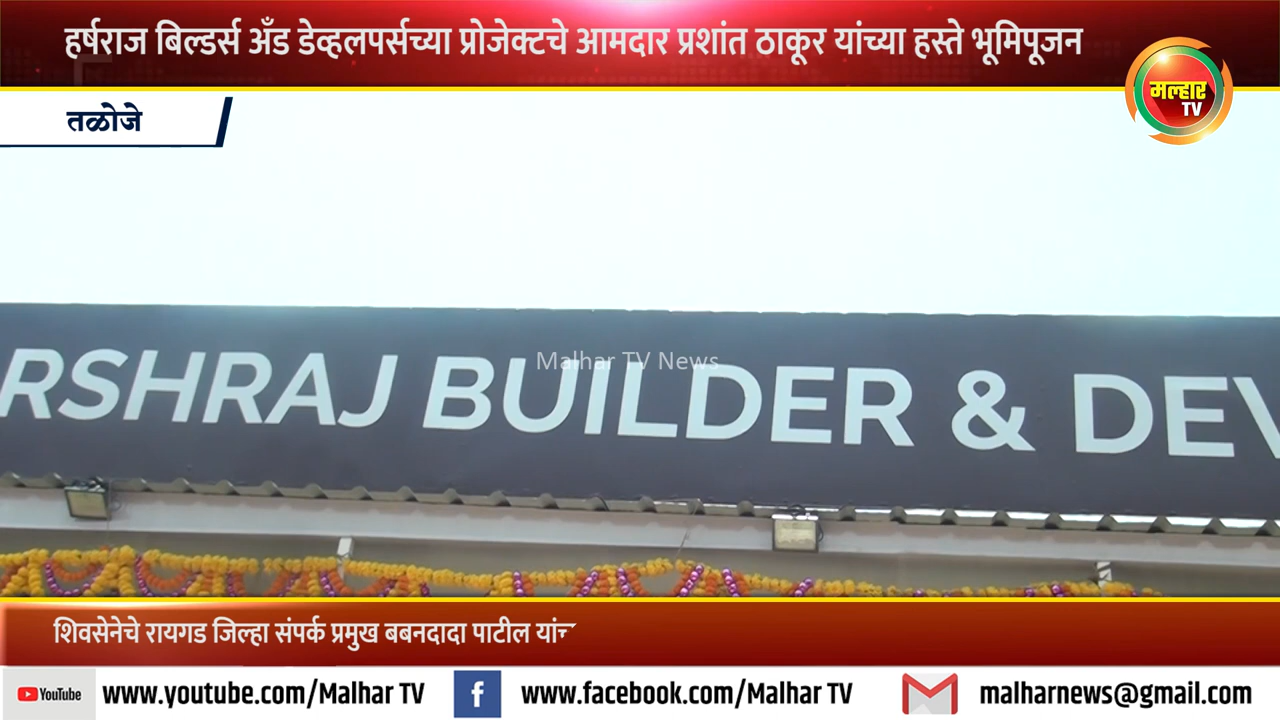 हर्षराज बिल्डर्स अँड डेव्हलपर्सच्या प्रोजेक्टचे आमदार प्रशांत ठाकूर यांच्या हस्ते भूमिपूजन
मल्हार
TV
तळोजे
Malhar TV News
RSHRAJ BUILDER & DEV
शिवसेनेचे रायगड जिल्हा संपर्क प्रमुख बबनदादा पाटील
YouTube
www.youtube.com/Malhar TV
www.facebook.com/Malhar TV
malharnews@gmail.com